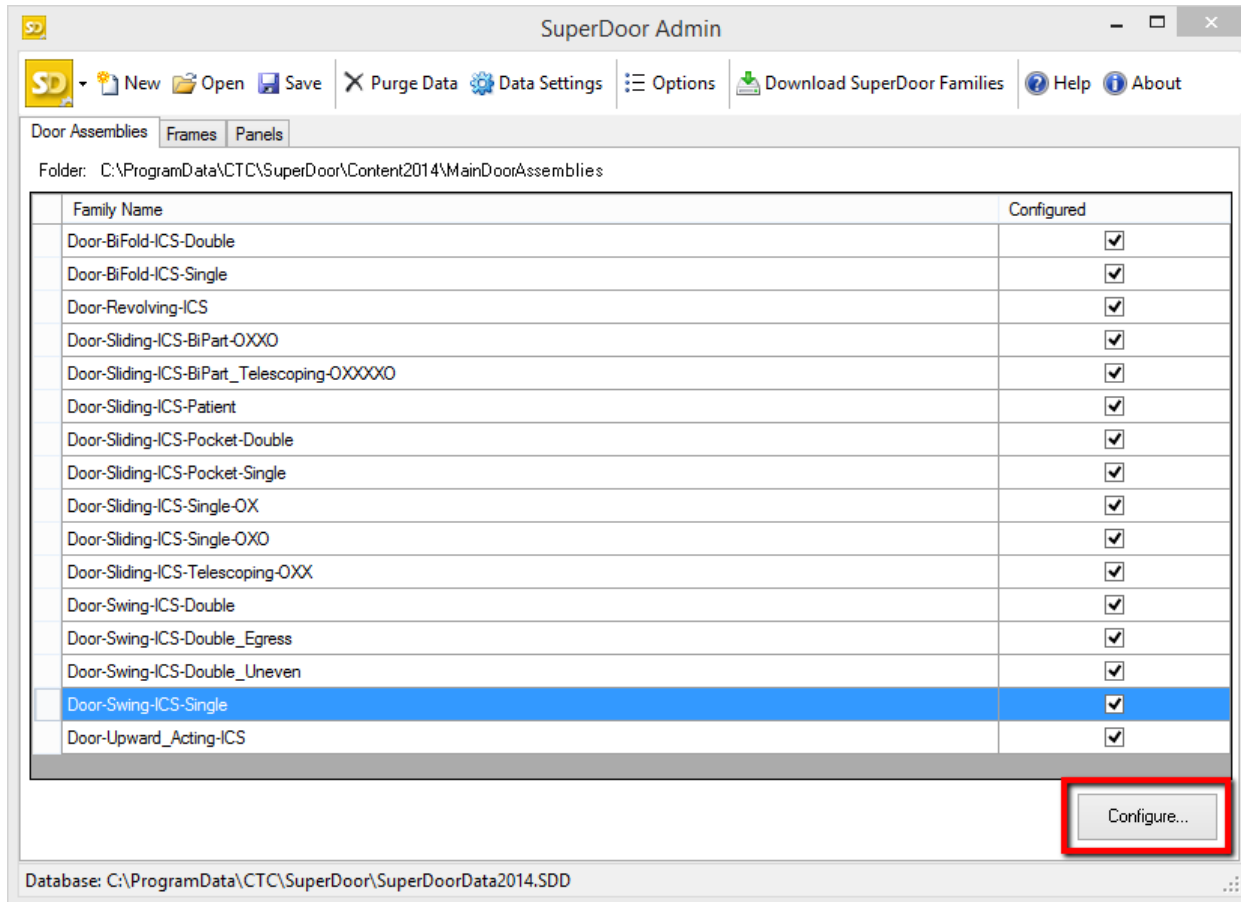 SD SuperDoor Admin
SD New Open Save Purge Data Data Settings Options Download SuperDoor Families Help About
Door Assemblies Frames Panels
Folder: C:\ProgramData\CTC\SuperDoor\Content2014\MainDoorAssemblies
Family Name Configured
Door-BiFold-ICS-Double
Door-BiFold-ICS-Single
Door-Revolving-ICS
Door-Sliding-ICS-BiPart-OXXO
Door-Sliding-ICS-BiPart_Telescoping-OXXXXO
Door-Sliding-ICS-Patient
Door-Sliding-ICS-Pocket-Double
Door-Sliding-ICS-Pocket-Single
Door-Sliding-ICS-Single-OX
Door-Sliding-ICS-Single-OXO
Door-Sliding-ICS-Telescoping-OXX
Door-Swing-ICS-Double
Door-Swing-ICS-Double_Egress
Door-Swing-ICS-Double_Uneven
Door-Swing-ICS-Single
Door-Upward_Acting-ICS
Configure...
Database: C:\ProgramData\CTC\SuperDoor\SuperDoorData2014.SDD